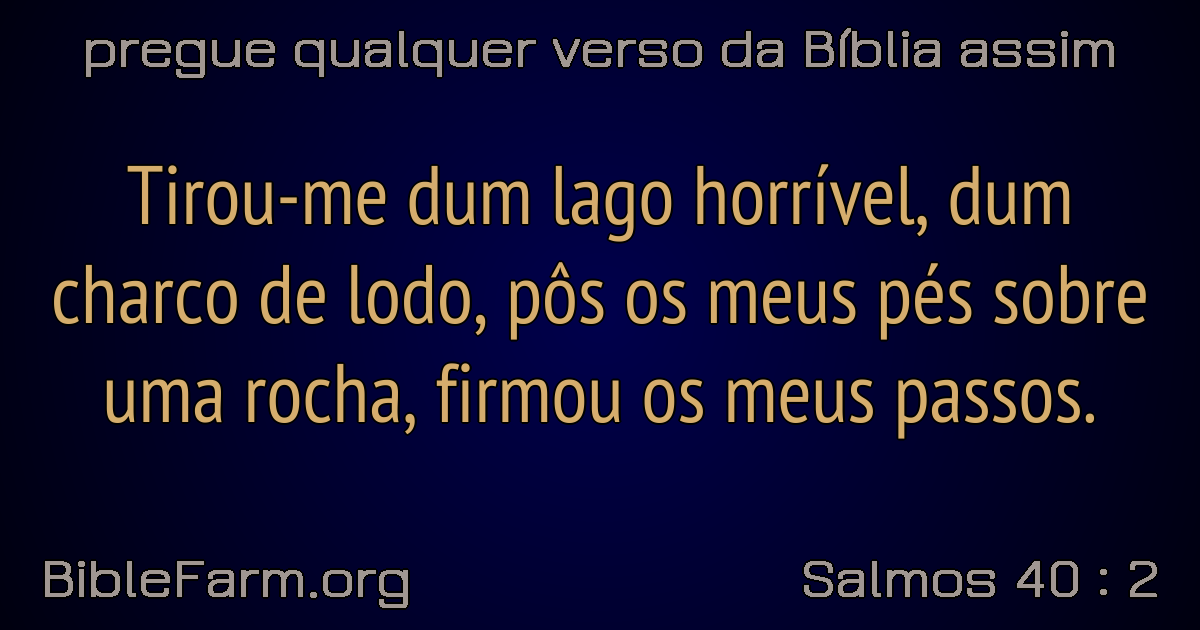 pregue qualquer verso da Bíblia assim
Tirou-me dum lago horrível, dum
charco de lodo, pôs os meus pés sobre
uma rocha, firmou os meus passos.
BibleFarm.org
Salmos 40 : 2